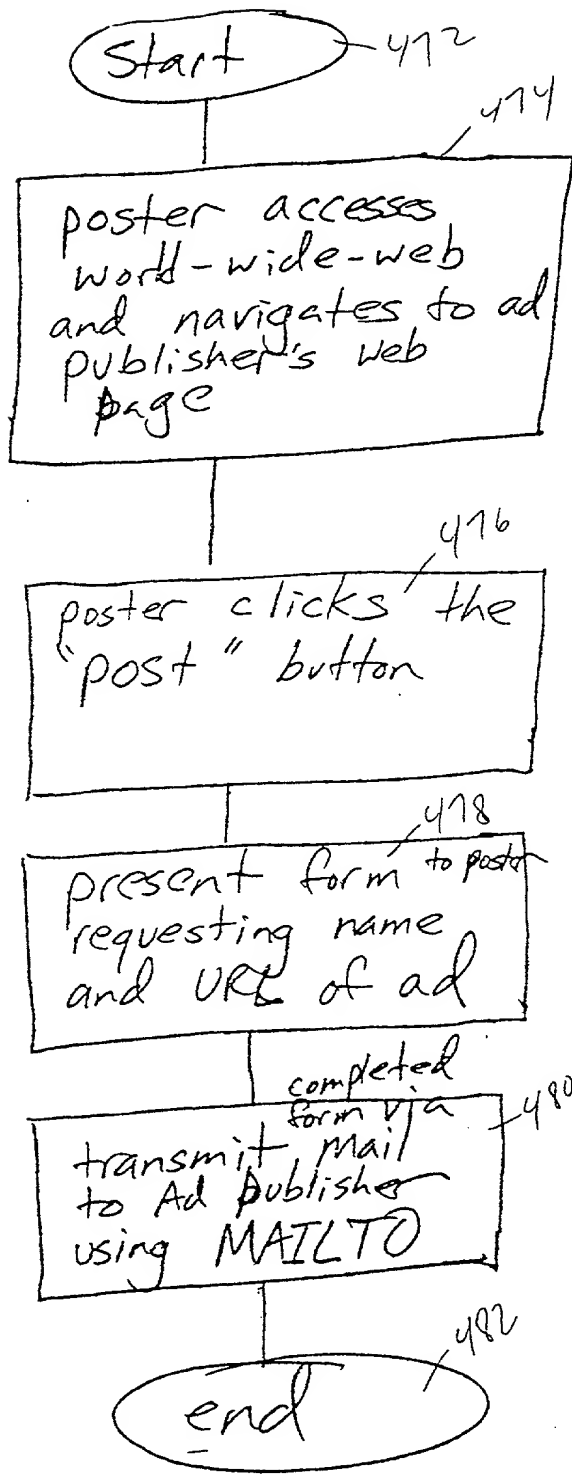 Start
472
474
poster accesses
world-wide-web
and navigates to ad
publisher's web
page
476
poster clicks the
"post" button
478
present form to poster
requesting name
and URL of ad
completed
form via
480
transmit mail
to Ad publisher
using MAILTO
482
end